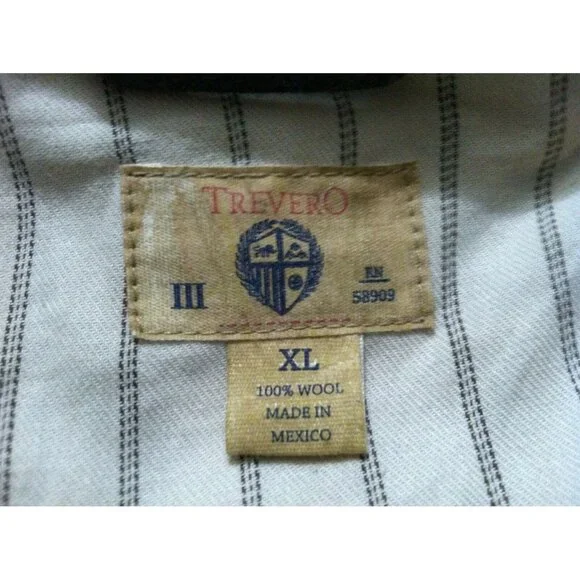 TREVERO
III
RN
58909
XL
100% WOOL
MADE IN
MEXICO